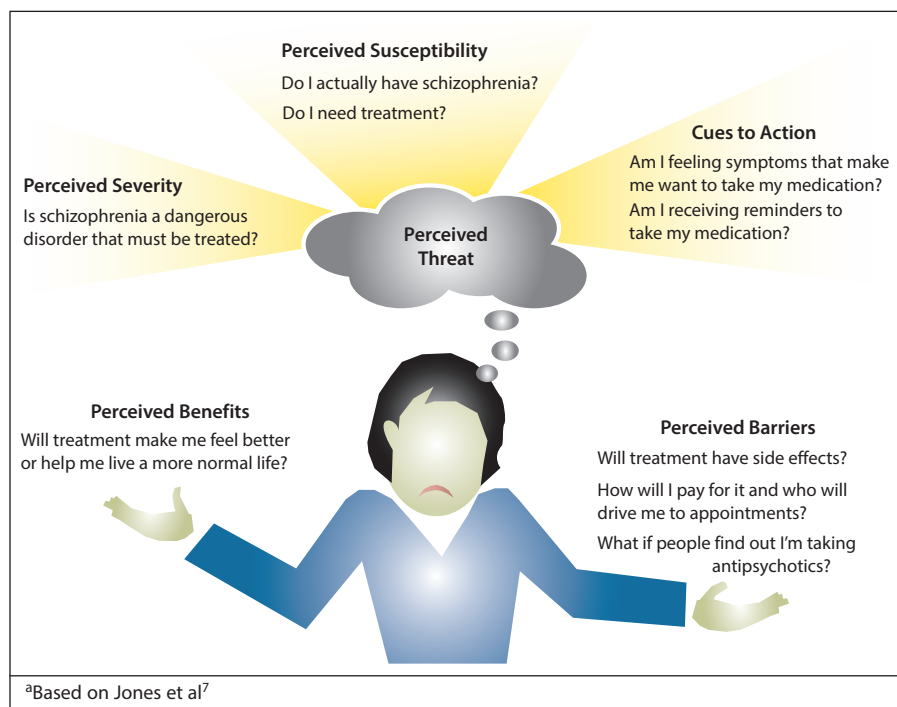 Perceived Susceptibility
Do I actually have schizophrenia?
Do I need treatment?
Cues to Action
Am I feeling symptoms that make
me want to take my medication?
Am I receiving reminders to
take my medication?
Perceived Severity
Is schizophrenia a dangerous
disorder that must be treated?
Perceived
Threat
Perceived Benefits
Will treatment make me feel better
or help me live a more normal life?
Perceived Barriers
Will treatment have side effects?
How will I pay for it and who will
drive me to appointments?
What if people find out I’m taking
antipsychotics?
ᵃBased on Jones et al⁷